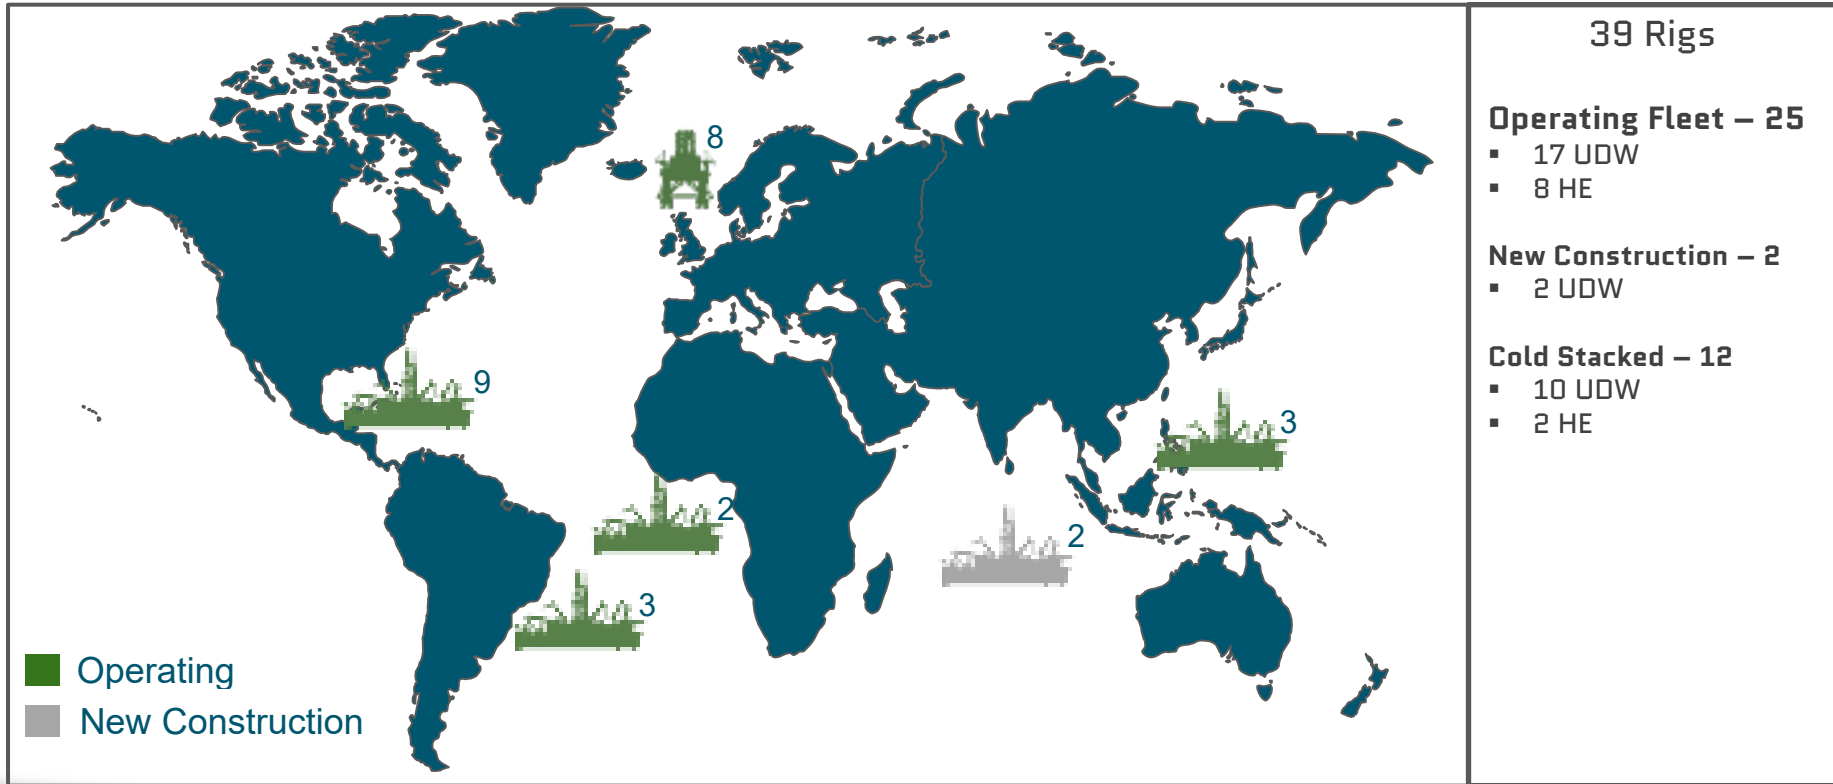 8
9
3
2
2
3
Operating
New Construction
39 Rigs
Operating Fleet – 25
▪ 17 UDW
▪ 8 HE
New Construction – 2
▪ 2 UDW
Cold Stacked – 12
▪ 10 UDW
▪ 2 HE